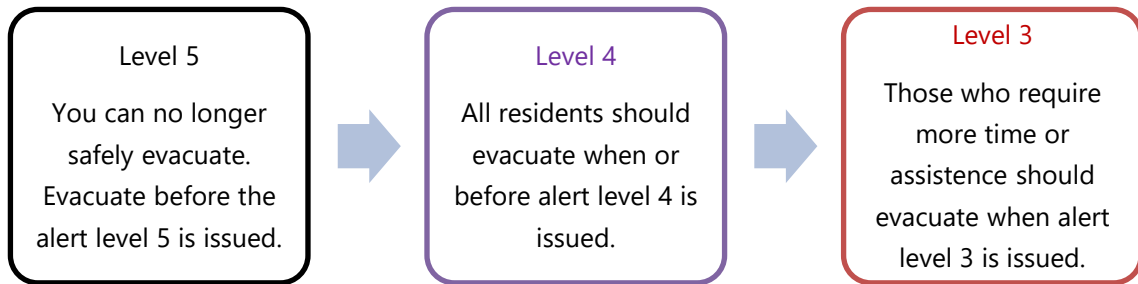 Level 5
You can no longer
safely evacuate.
Evacuate before the
alert level 5 is issued.
Level 4
All residents should
evacuate when or
before alert level 4 is
issued.
Level 3
Those who require
more time or
assistence should
evacuate when alert
level 3 is issued.